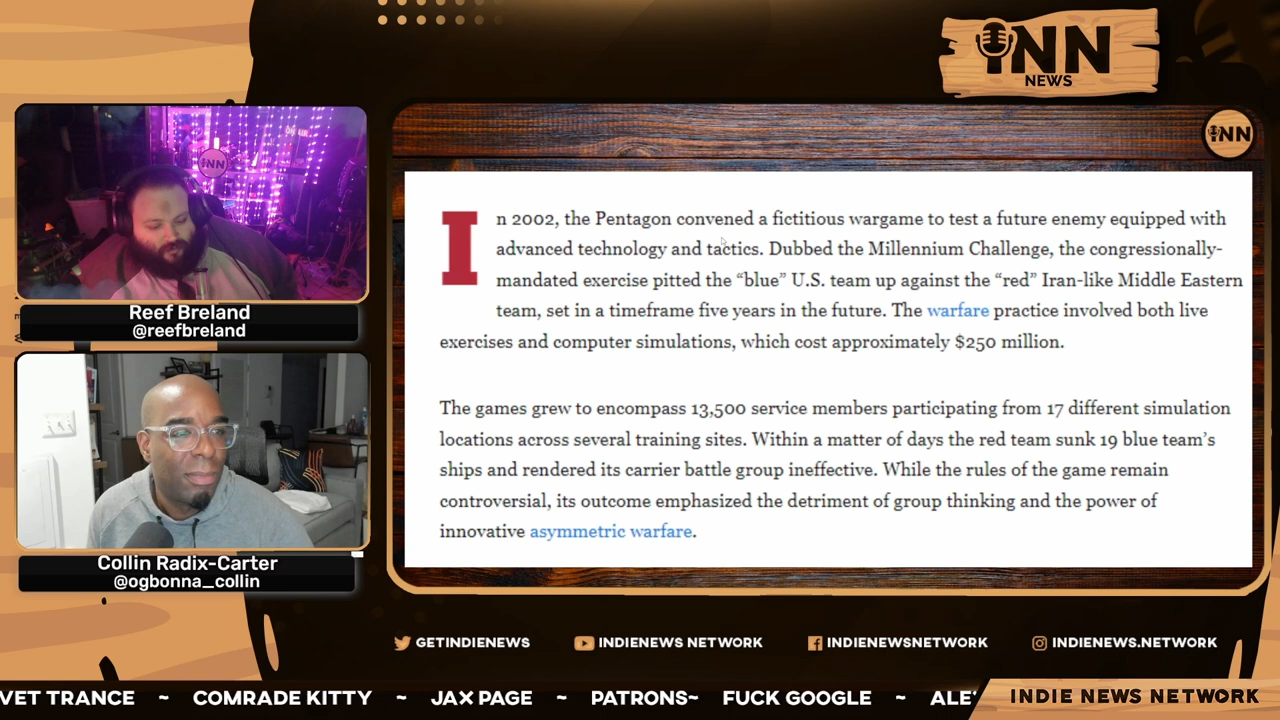 INN
NEWS
INN
INN
Reef Breland
@reefbreland
Collin Radix-Carter
@ogbonna_collin
In 2002, the Pentagon convened a fictitious wargame to test a future enemy equipped with
advanced technology and tactics. Dubbed the Millennium Challenge, the congressionally-
mandated exercise pitted the “blue” U.S. team up against the “red” Iran-like Middle Eastern
team, set in a timeframe five years in the future. The warfare practice involved both live
exercises and computer simulations, which cost approximately $250 million.
The games grew to encompass 13,500 service members participating from 17 different simulation
locations across several training sites. Within a matter of days the red team sunk 19 blue team’s
ships and rendered its carrier battle group ineffective. While the rules of the game remain
controversial, its outcome emphasized the detriment of group thinking and the power of
innovative asymmetric warfare.
GETINDIENEWS INDIENEWS NETWORK INDIENEWSNETWORK INDIENEWS.NETWORK
VET TRANCE ~ COMRADE KITTY ~ JAX PAGE ~ PATRONS~ FUCK GOOGLE ~ INDIE NEWS NETWORK